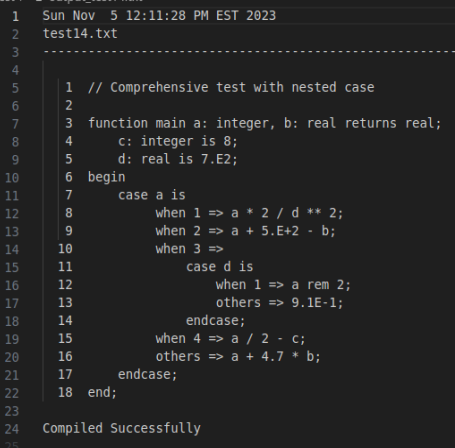 1 Sun Nov  5 12:11:28 PM EST 2023
2 test14.txt
3 -------------------------------------------------------
4
5    1  // Comprehensive test with nested case
6    2
7    3  function main a: integer, b: real returns real;
8    4      c: integer is 8;
9    5      d: real is 7.E2;
10    6  begin
11    7      case a is
12    8           when 1 => a * 2 / d ** 2;
13    9           when 2 => a + 5.E+2 - b;
14   10           when 3 =>
15   11               case d is
16   12                   when 1 => a rem 2;
17   13                   others => 9.1E-1;
18   14               endcase;
19   15           when 4 => a / 2 - c;
20   16           others => a + 4.7 * b;
21   17      endcase;
22   18  end;
23
24 Compiled Successfully
25